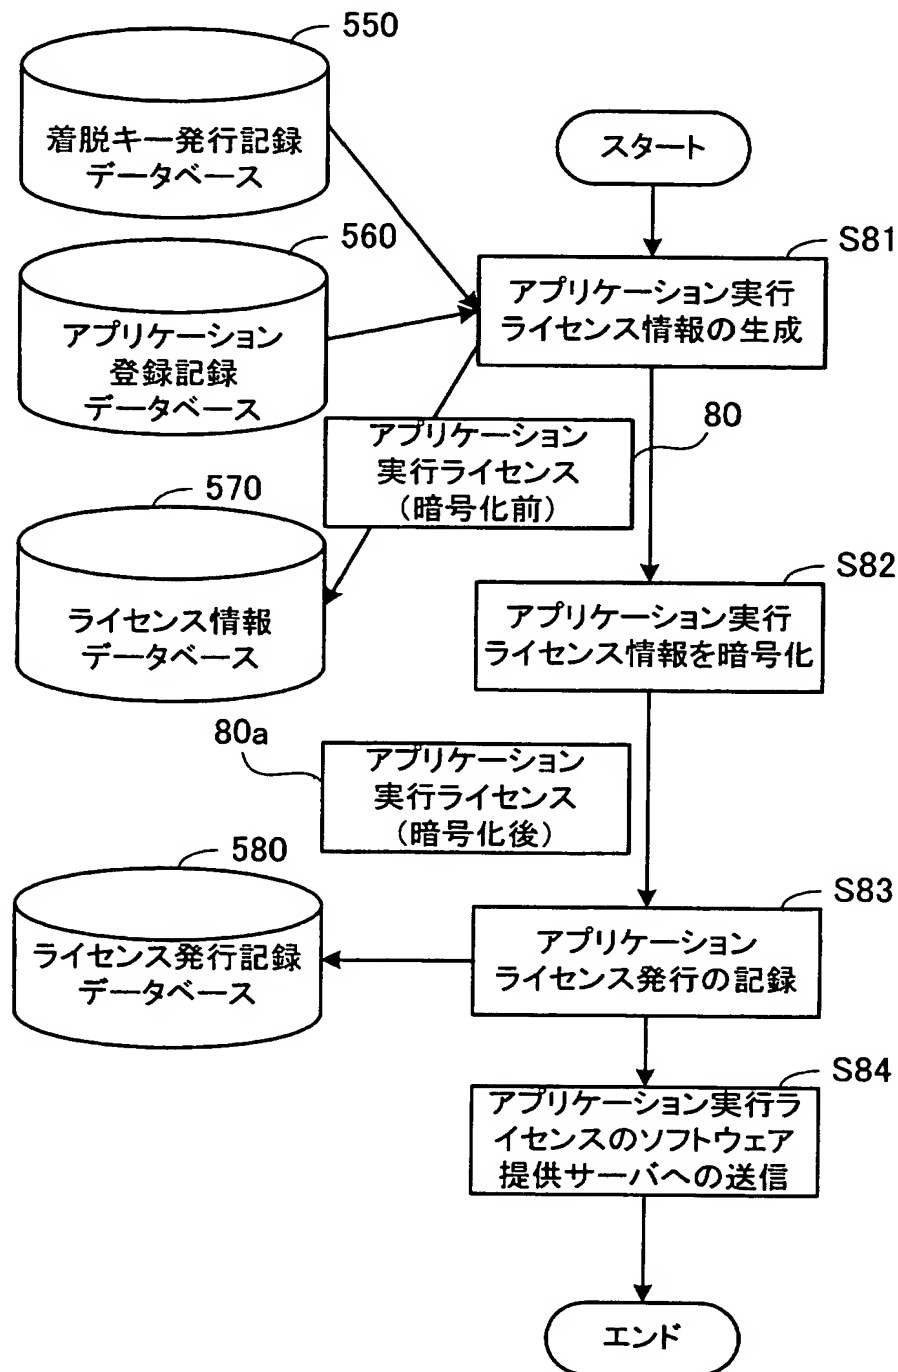 550
着脱キー発行記録
データベース
スタート
560
アプリケーション
登録記録
データベース
S81
アプリケーション実行
ライセンス情報の生成
80
アプリケーション
実行ライセンス
(暗号化前)
570
ライセンス情報
データベース
S82
アプリケーション実行
ライセンス情報を暗号化
80a
アプリケーション
実行ライセンス
(暗号化後)
580
ライセンス発行記録
データベース
S83
アプリケーション
ライセンス発行の記録
S84
アプリケーション実行ラ
イセンスのソフトウェア
提供サーバへの送信
エンド